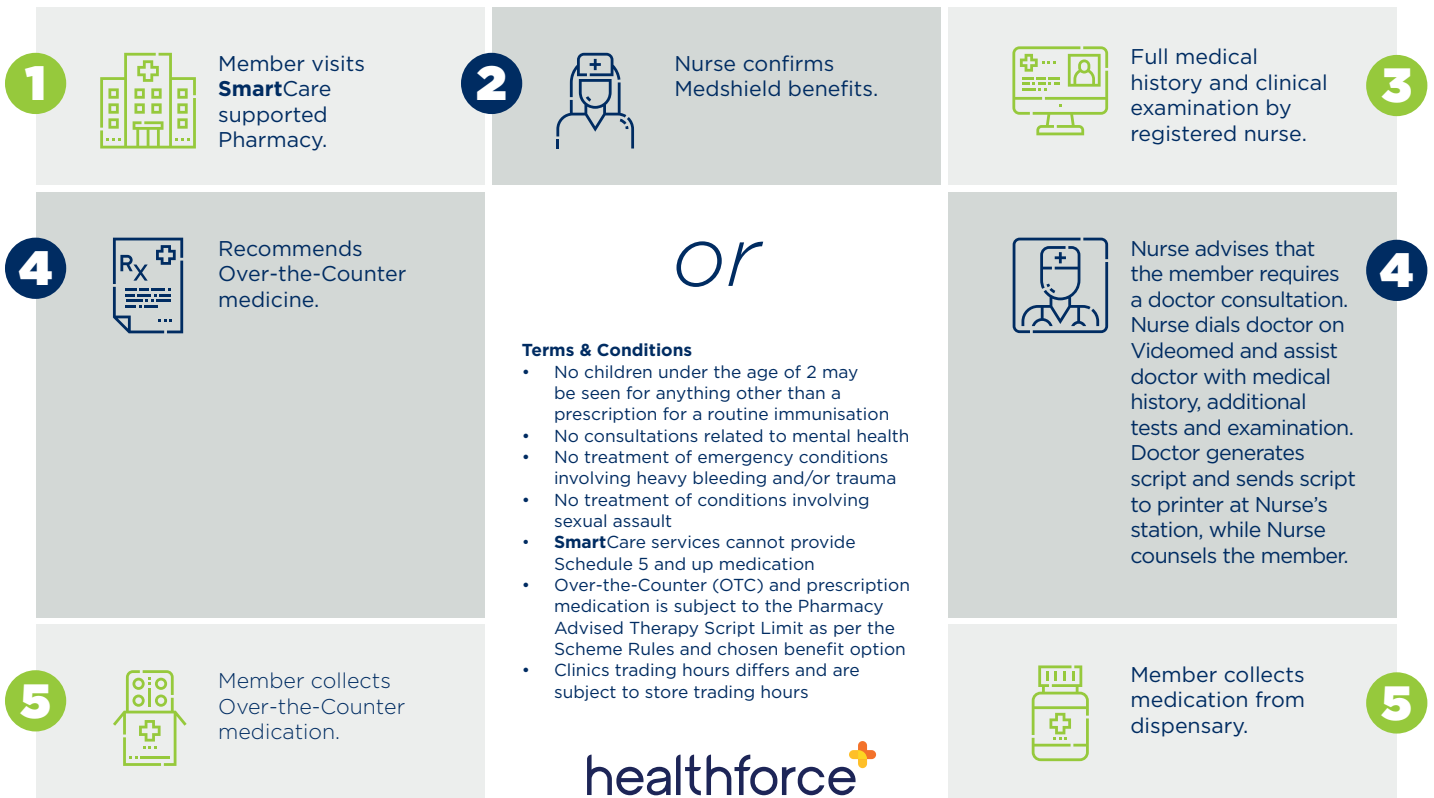 1
Member visits
SmartCare
supported
Pharmacy.
2
Nurse confirms
Medshield benefits.
3
Full medical
history and clinical
examination by
registered nurse.
4
RX
Recommends
Over-the-Counter
medicine.
or
4
Nurse advises that
the member requires
a doctor consultation.
Nurse dials doctor on
Videomed and assist
doctor with medical
history, additional
tests and examination.
Doctor generates
script and sends script
to printer at Nurse's
station, while Nurse
counsels the member.
Terms & Conditions
• No children under the age of 2 may
be seen for anything other than a
prescription for a routine immunisation
• No consultations related to mental health
• No treatment of emergency conditions
involving heavy bleeding and/or trauma
• No treatment of conditions involving
sexual assault
• SmartCare services cannot provide
Schedule 5 and up medication
• Over-the-Counter (OTC) and prescription
medication is subject to the Pharmacy
Advised Therapy Script Limit as per the
Scheme Rules and chosen benefit option
• Clinics trading hours differs and are
subject to store trading hours
5
Member collects
Over-the-Counter
medication.
5
Member collects
medication from
dispensary.
healthforce